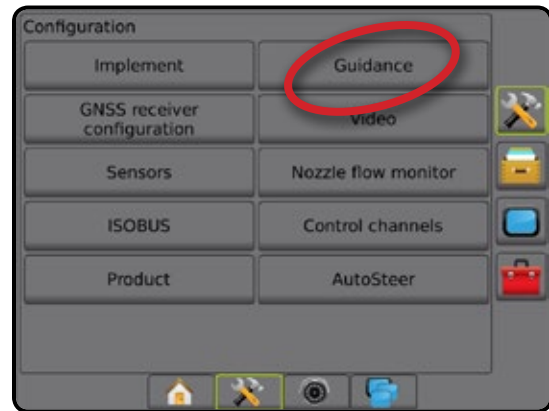 Configuration
Implement
Guidance
GNSS receiver
configuration
Video
Sensors
Nozzle flow monitor
ISOBUS
Control channels
Product
AutoSteer